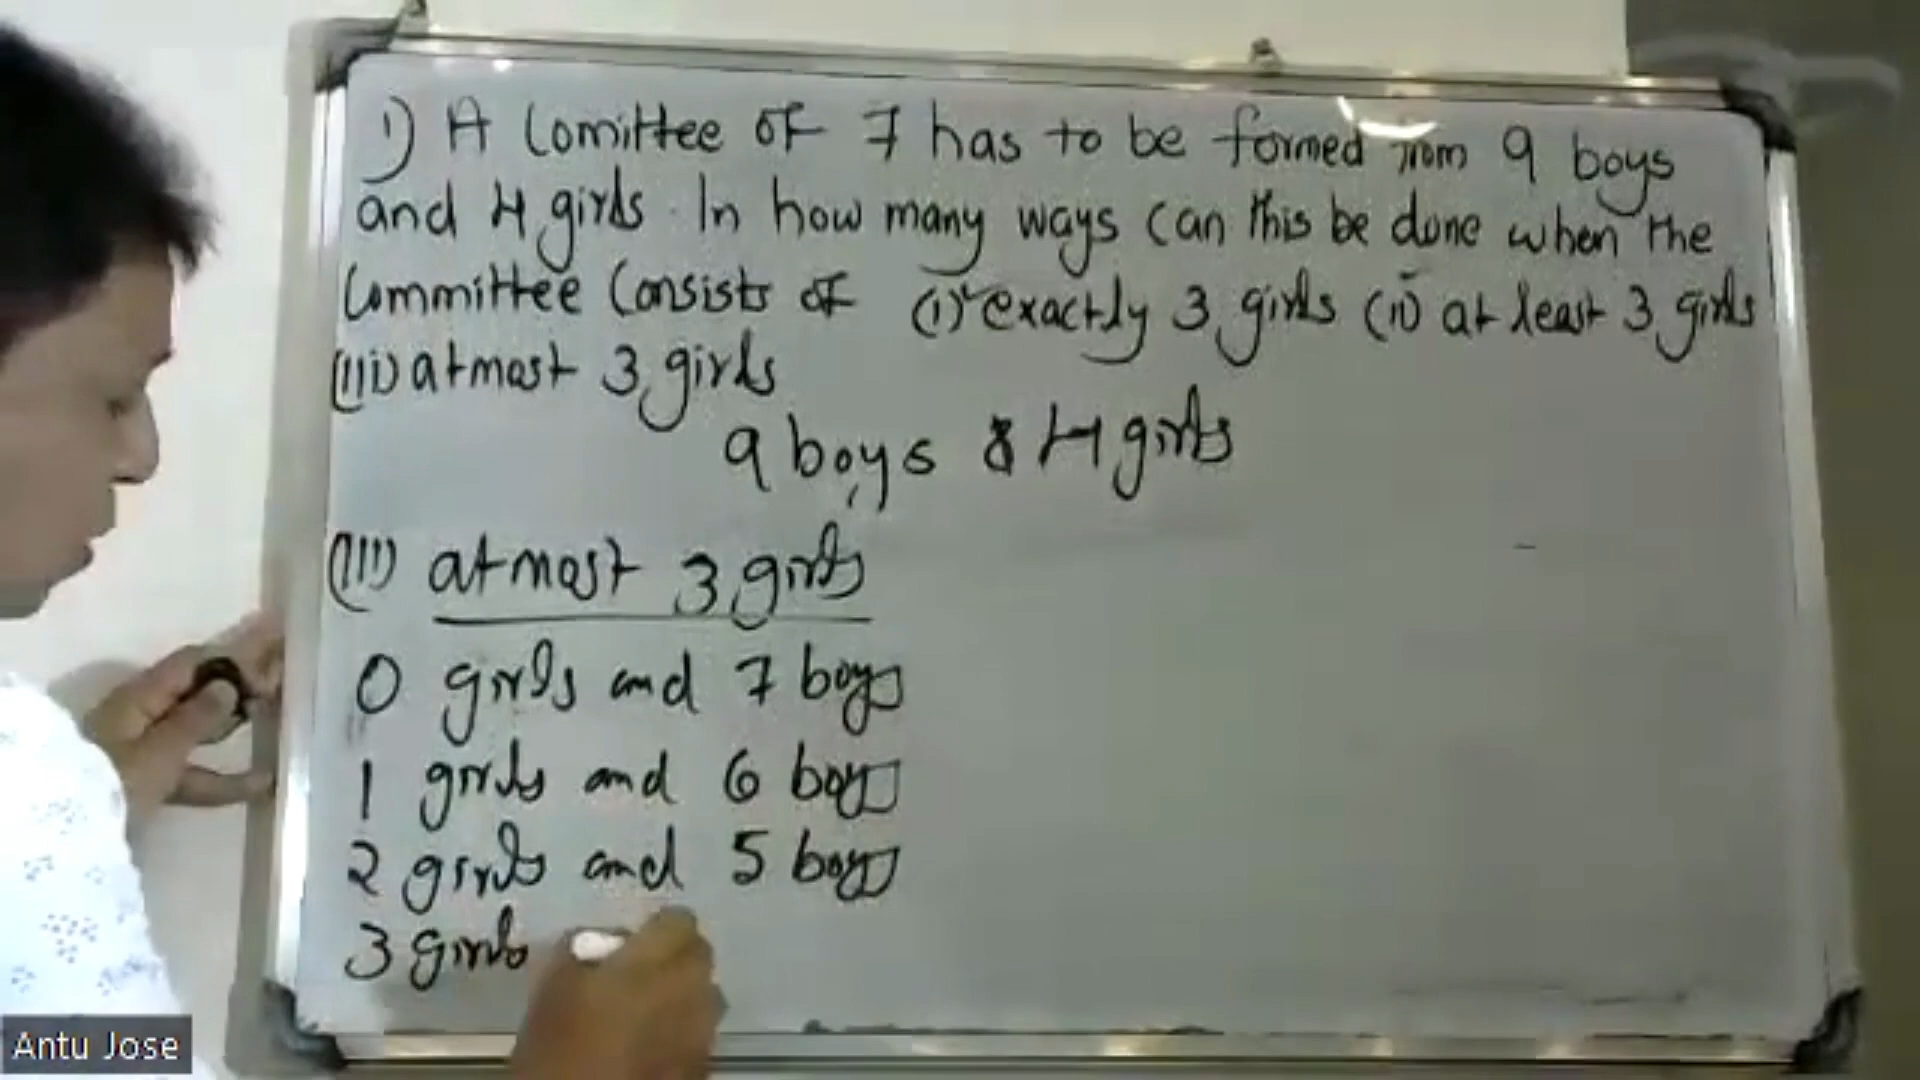 1) A Comittee of 7 has to be formed from 9 boys
and 4 girls. In how many ways can this be done when the
Committee Consists of (i) exactly 3 girls (ii) at least 3 girls
(iii) atmost 3 girls
9 boys & 4 girls
(III) atmost 3 girls
0 girls and 7 boys
1 girls and 6 boys
2 girls and 5 boys
3 girls
Antu Jose